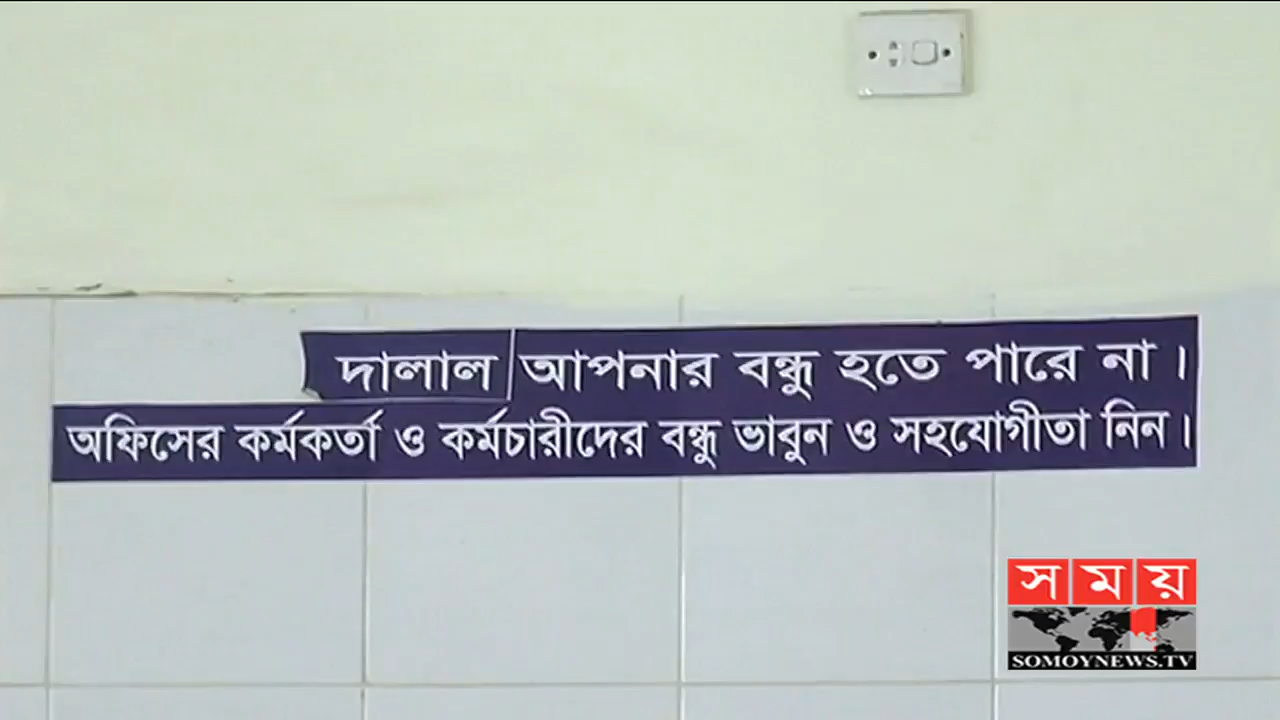 দালাল আপনার বন্ধু হতে পারে না।
অফিসের কর্মকর্তা ও কর্মচারীদের বন্ধু ভাবুন ও সহযোগীতা নিন।
সময়
SOMOYNEWS.TV